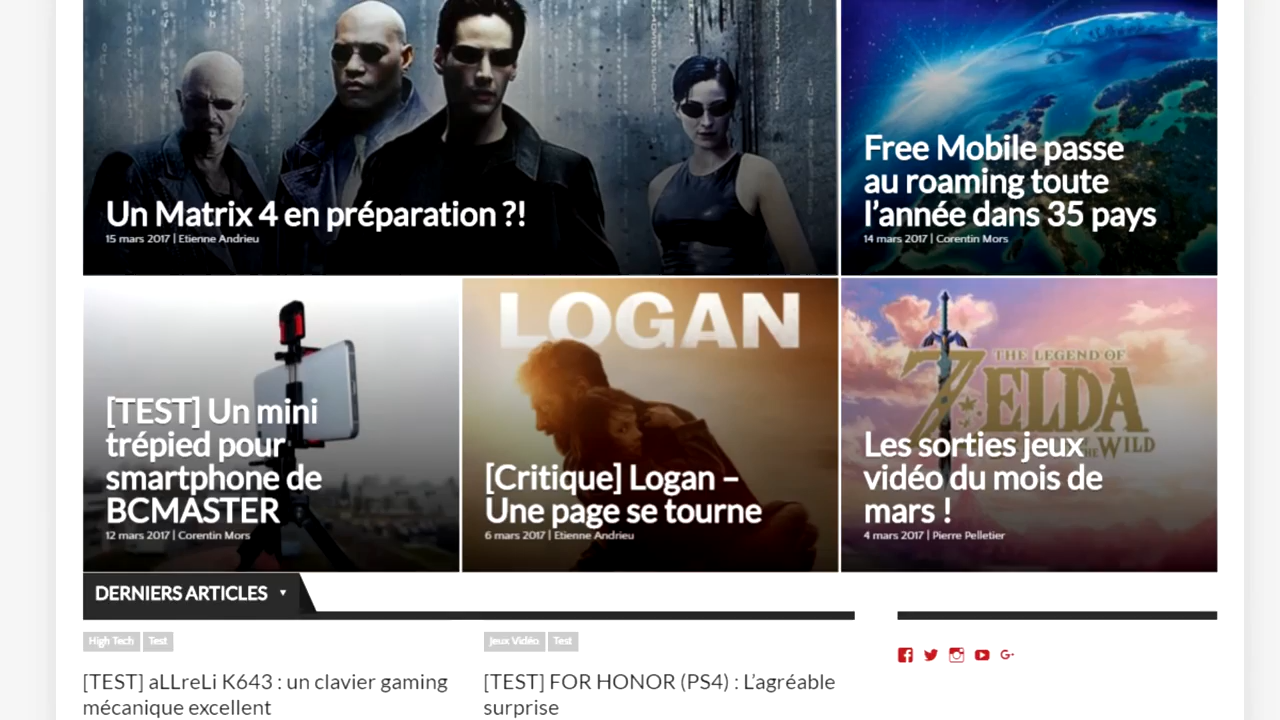 Un Matrix 4 en préparation ?!
15 mars 2017 | Etienne Andrieu
Free Mobile passe
au roaming toute
l'année dans 35 pays
14 mars 2017 | Corentin Mors
[TEST] Un mini
trépied pour
smartphone de
BCMASTER
12 mars 2017 | Corentin Mors
LOGAN
[Critique] Logan –
Une page se tourne
6 mars 2017 | Etienne Andrieu
THE LEGEND OF
ZELDA
THE WILD
Les sorties jeux
vidéo du mois de
mars !
4 mars 2017 | Pierre Pelletier
DERNIERS ARTICLES
High Tech Test
[TEST] aLLreLi K643 : un clavier gaming
mécanique excellent
Jeux Vidéo Test
[TEST] FOR HONOR (PS4) : L'agréable
surprise